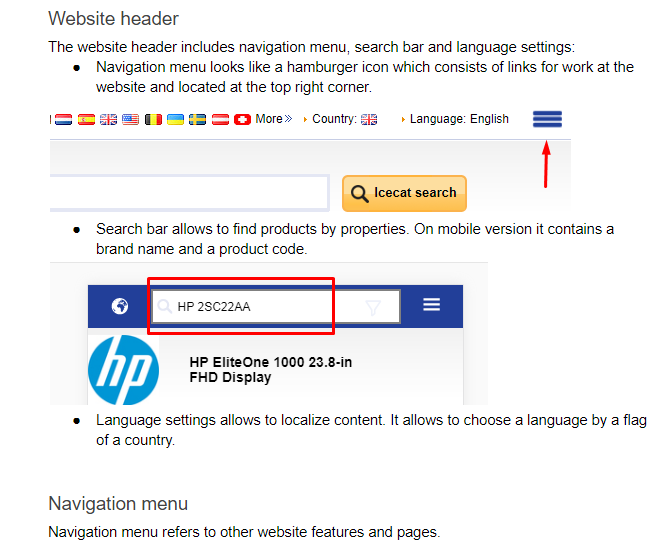 Website header
The website header includes navigation menu, search bar and language settings:
● Navigation menu looks like a hamburger icon which consists of links for work at the
website and located at the top right corner.
More» Country: Language: English
Icecat search
● Search bar allows to find products by properties. On mobile version it contains a
brand name and a product code.
HP 2SC22AA
hp
HP EliteOne 1000 23.8-in
FHD Display
● Language settings allows to localize content. It allows to choose a language by a flag
of a country.
Navigation menu
Navigation menu refers to other website features and pages.